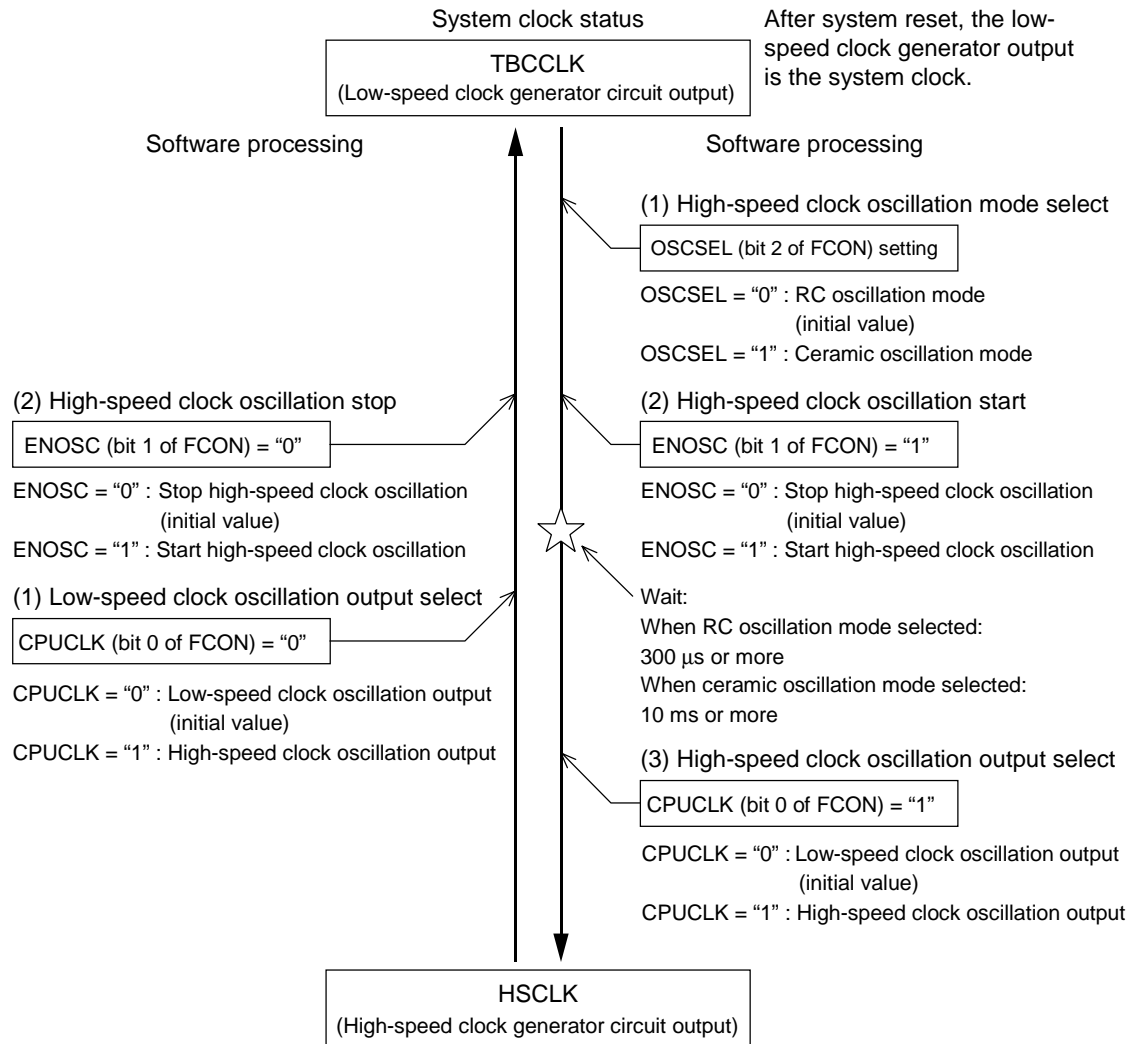 System clock status
TBCCLK
(Low-speed clock generator circuit output)
After system reset, the low-
speed clock generator output
is the system clock.
Software processing
Software processing
(1) High-speed clock oscillation mode select
OSCSEL (bit 2 of FCON) setting
OSCSEL = “0” : RC oscillation mode
(initial value)
OSCSEL = “1” : Ceramic oscillation mode
(2) High-speed clock oscillation stop
ENOSC (bit 1 of FCON) = “0”
ENOSC = “0” : Stop high-speed clock oscillation
(initial value)
ENOSC = “1” : Start high-speed clock oscillation
(2) High-speed clock oscillation start
ENOSC (bit 1 of FCON) = “1”
ENOSC = “0” : Stop high-speed clock oscillation
(initial value)
ENOSC = “1” : Start high-speed clock oscillation
(1) Low-speed clock oscillation output select
CPUCLK (bit 0 of FCON) = “0”
CPUCLK = “0” : Low-speed clock oscillation output
(initial value)
CPUCLK = “1” : High-speed clock oscillation output
Wait:
When RC oscillation mode selected:
300 μs or more
When ceramic oscillation mode selected:
10 ms or more
(3) High-speed clock oscillation output select
CPUCLK (bit 0 of FCON) = “1”
CPUCLK = “0” : Low-speed clock oscillation output
(initial value)
CPUCLK = “1” : High-speed clock oscillation output
HSCLK
(High-speed clock generator circuit output)